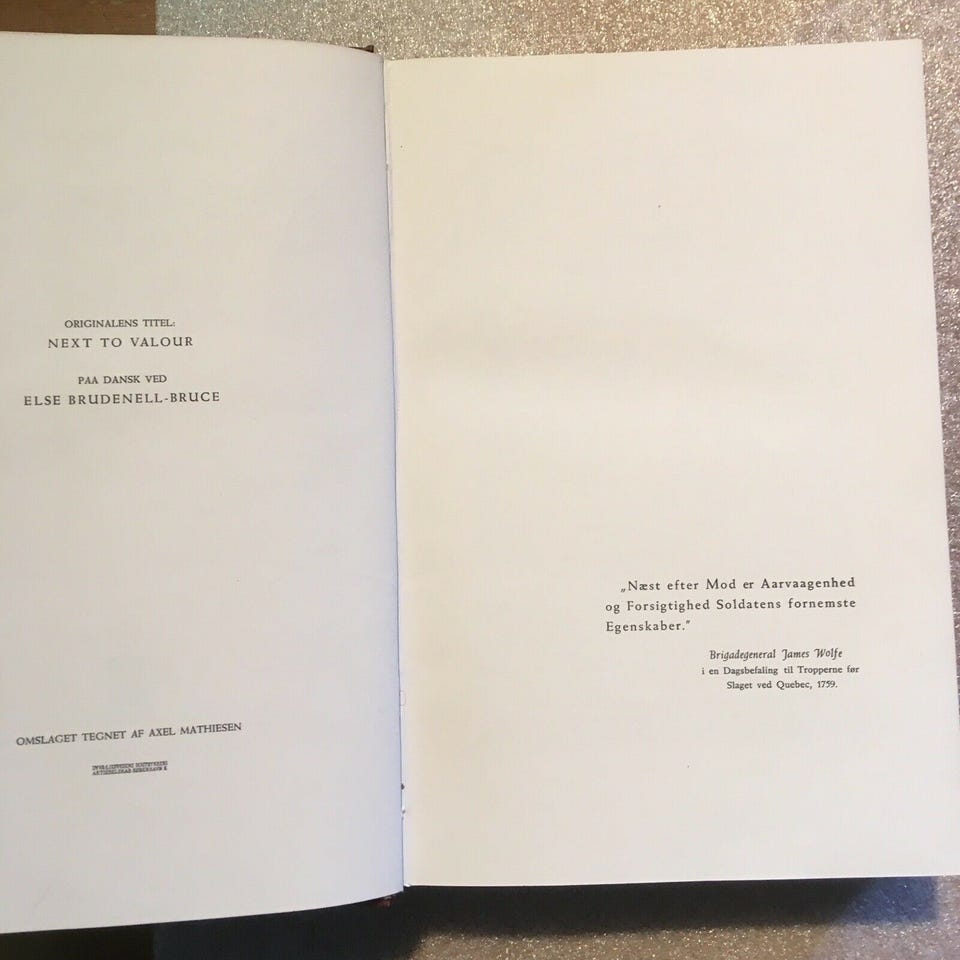 ORIGINALENS TITEL:
NEXT TO VALOUR
PAA DANSK VED
ELSE BRUDENELL-BRUCE
OMSLAGET TEGNET AF AXEL MATHIESEN
AKTIESELSKAB KØBENHAVN K
„Næst efter Mod er Aarvaagenhed
og Forsigtighed Soldatens fornemste
Egenskaber."
Brigadegeneral James Wolfe
i en Dagsbefaling til Tropperne før
Slaget ved Quebec, 1759.